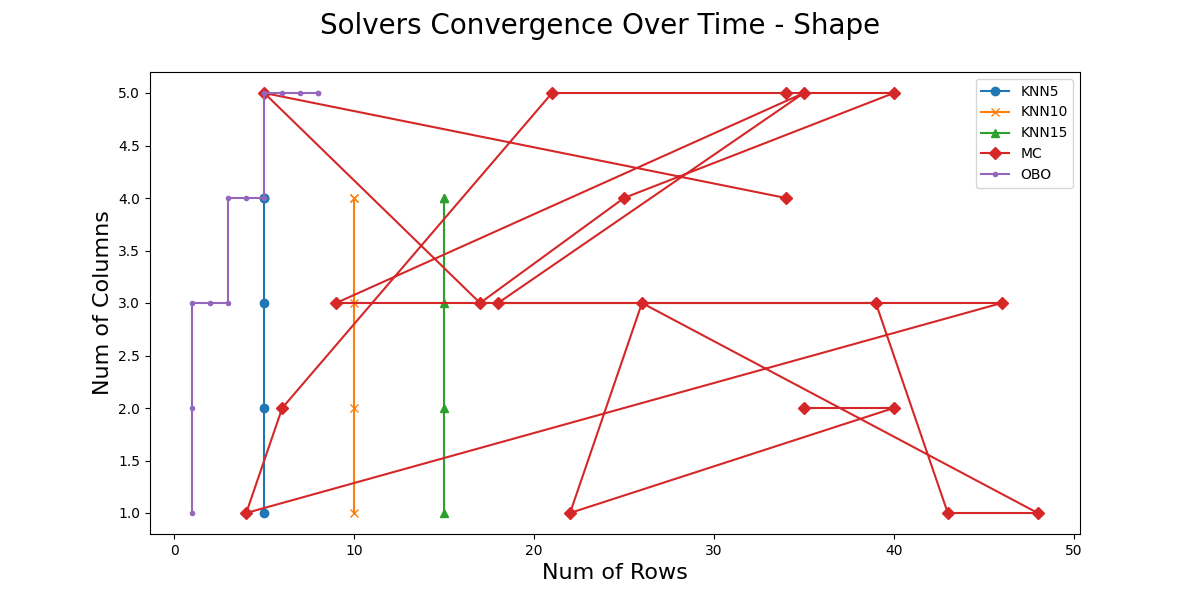 Solvers Convergence Over Time - Shape
5.0
4.5
4.0
3.5
3.0
2.5
2.0
1.5
1.0
Num of Columns
0 10 20 30 40 50
Num of Rows
KNN5
KNN10
KNN15
MC
OBO